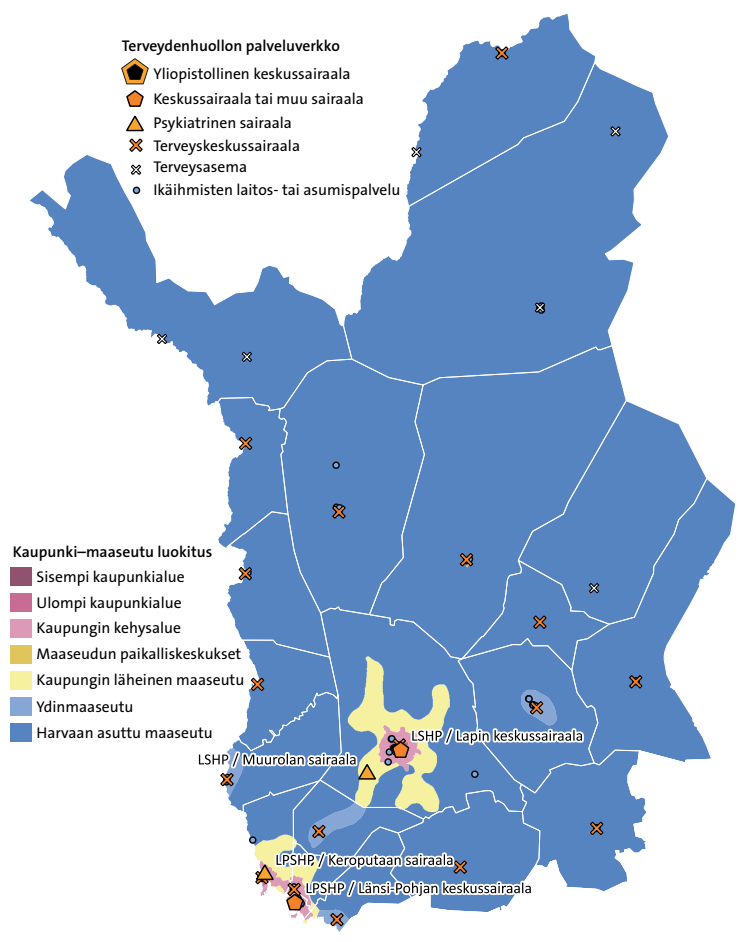 Terveydenhuollon palveluverkko
Yliopistollinen keskussairaala
Keskussairaala tai muu sairaala
Psykiatrinen sairaala
Terveyskeskussairaala
Terveysasema
Ikäihmisten laitos- tai asumispalvelu
Kaupunki–maaseutu luokitus
Sisempi kaupunkialue
Ulompi kaupunkialue
Kaupungin kehysalue
Maaseudun paikalliskeskukset
Kaupungin läheinen maaseutu
Ydinmaaseutu
Harvaan asuttu maaseutu
LSHP / Lapin keskussairaala
LSHP / Muurolan sairaala
LPSHP / Keroputaan sairaala
LPSHP / Länsi-Pohjan keskussairaala